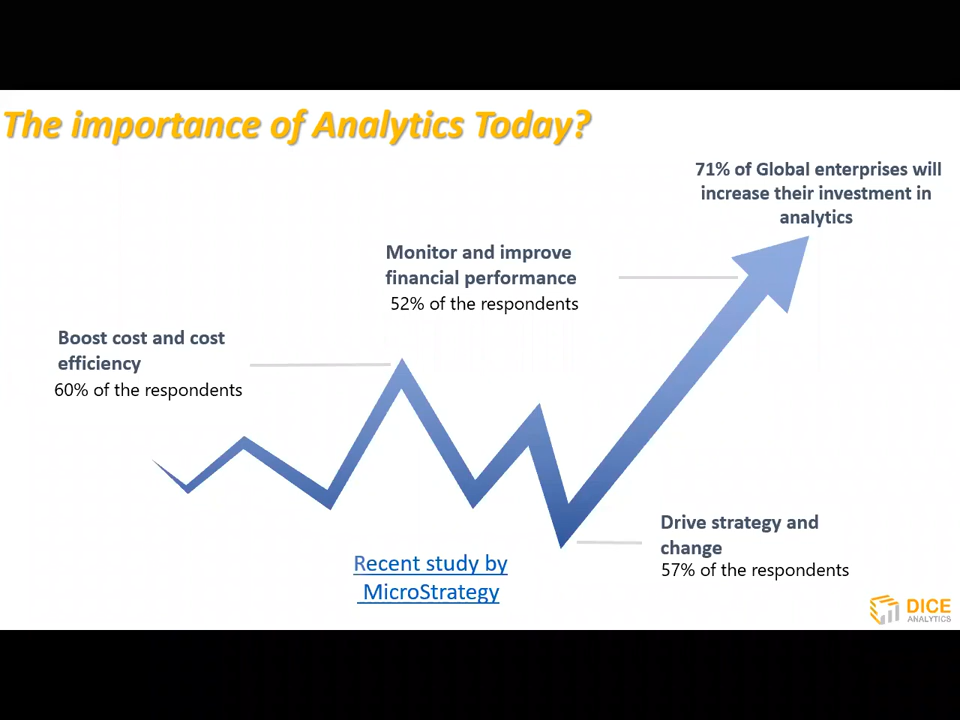 The importance of Analytics Today?
71% of Global enterprises will
increase their investment in
analytics
Monitor and improve
financial performance
52% of the respondents
Boost cost and cost
efficiency
60% of the respondents
Drive strategy and
change
57% of the respondents
Recent study by
MicroStrategy
DICE
ANALYTICS